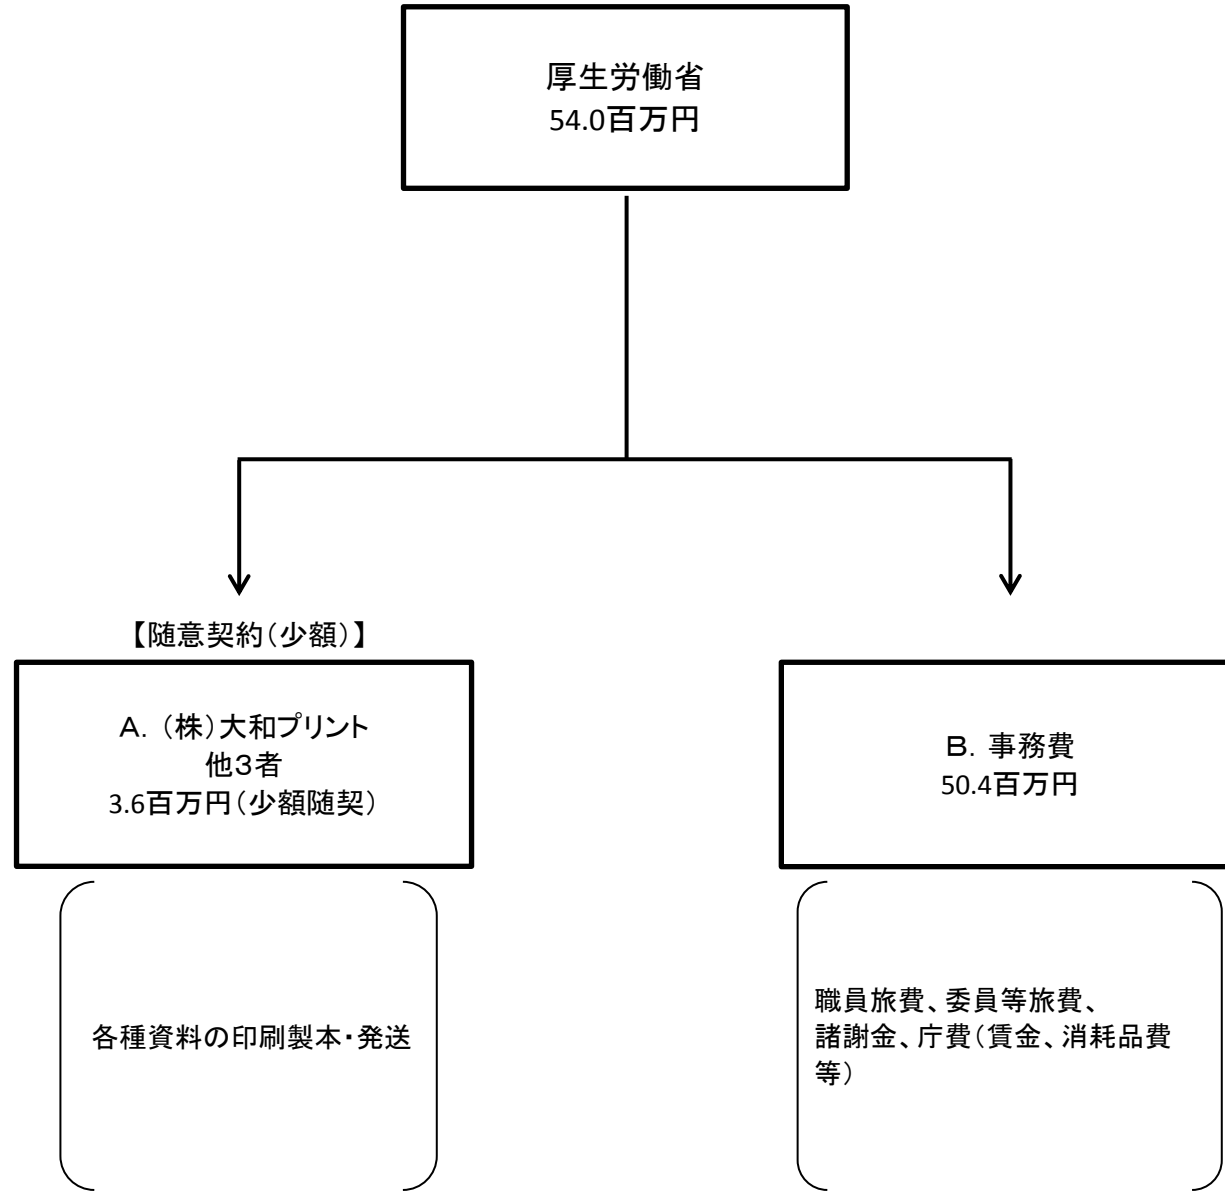 厚生労働省
54.0百万円
【随意契約(少額)】
A.(株)大和プリント
他3者
3.6百万円(少額随契)
B.事務費
50.4百万円
各種資料の印刷製本・発送
職員旅費、委員等旅費、
諸謝金、庁費(賃金、消耗品費
等)